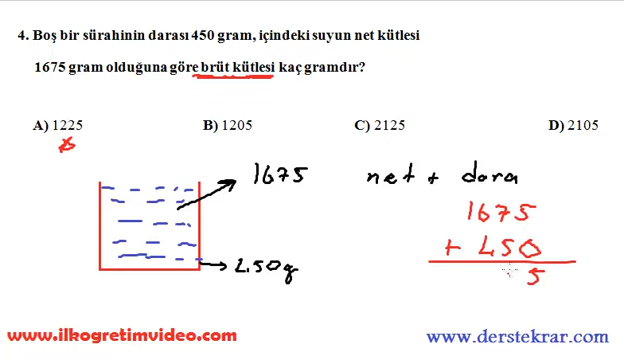 4. Boş bir sürahinin darası 450 gram, içindeki suyun net kütlesi
1675 gram olduğuna göre brüt kütlesi kaç gramdır?
A) 1225 B) 1205 C) 2125 D) 2105
1675 net + dara
1675
+ 450
450g 5
www.ilkogretimvideo.com www.derstekrar.com